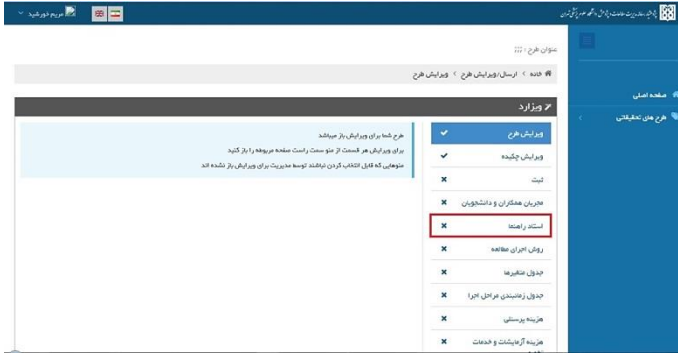 مریم خورشید
عنوان طرح : ;;;
خانه > ارسال/ویرایش طرح > ویرایش طرح
صفحه اصلی
طرح های تحقیقاتی
ویزارد
ویرایش طرح
ویرایش چکیده
ثبت
مجریان همکاران و دانشجویان
استاد راهنما
روش اجرای مطالعه
جدول متغیرها
جدول زمانبندی مراحل اجرا
هزینه پرسنلی
هزینه آزمایشات و خدمات
طرح شما برای ویرایش باز میباشد
برای ویرایش هر قسمت از منو سمت راست صفحه مربوطه را باز کنید
منوهایی که قابل انتخاب کردن نباشند توسط مدیریت برای ویرایش باز نشده اند